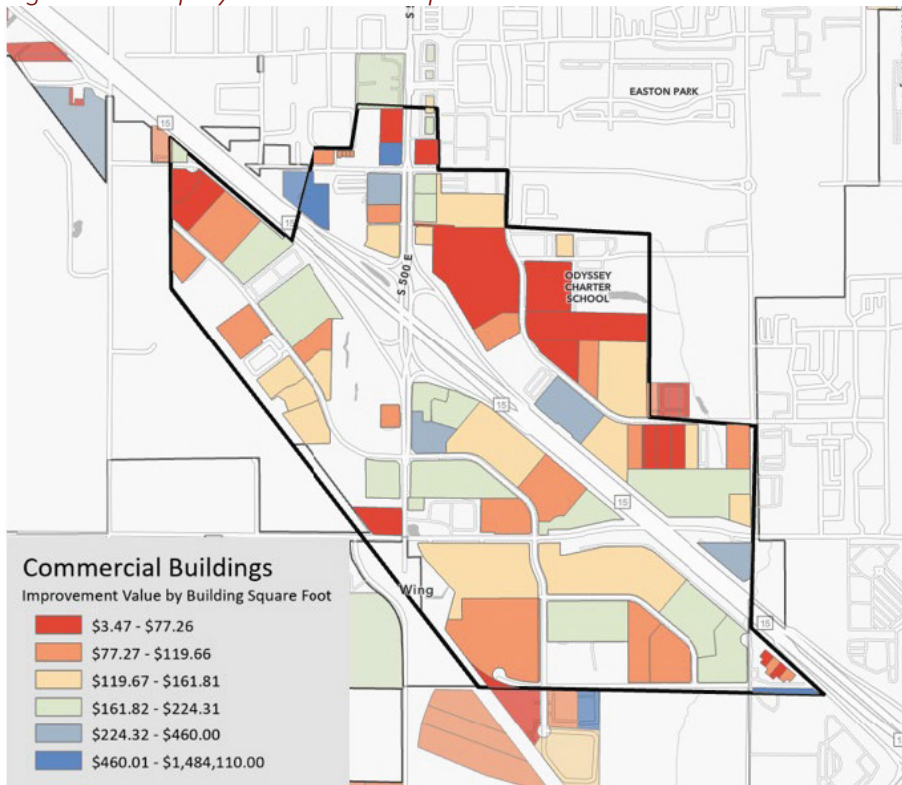 EASTON PARK
15
15
S 500 E
ODYSSEY
CHARTER
SCHOOL
15
15
Wing
15
Commercial Buildings
Improvement Value by Building Square Foot
$3.47 - $77.26
$77.27 - $119.66
$119.67 - $161.81
$161.82 - $224.31
$224.32 - $460.00
$460.01 - $1,484,110.00